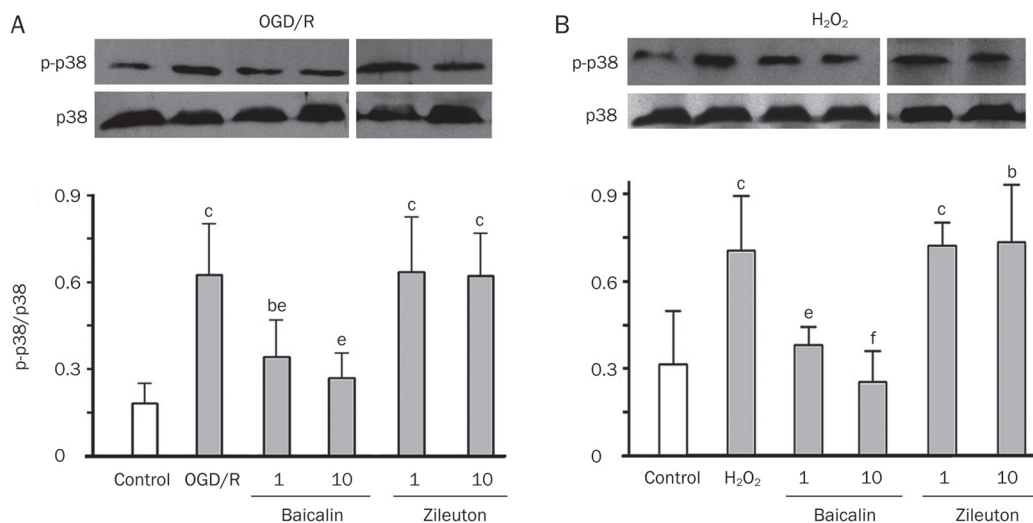 A
OGD/R
p-p38
p38
p-p38/p38
0.9
0.6
0.3
0
c
be
e
c
c
Control OGD/R 1 10 1 10
Baicalin Zileuton
B
H₂O₂
p-p38
p38
0.9
0.6
0.3
0
c
e
f
c
b
Control H₂O₂ 1 10 1 10
Baicalin Zileuton